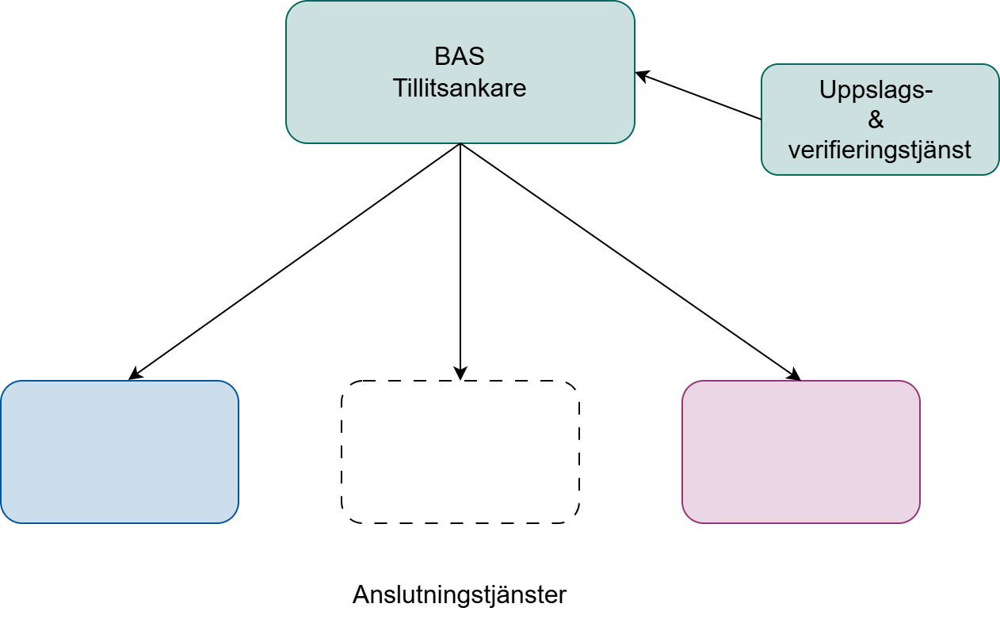 BAS
Tillitsankare
Uppslags-
&
verifieringstjänst
Anslutningstjänster